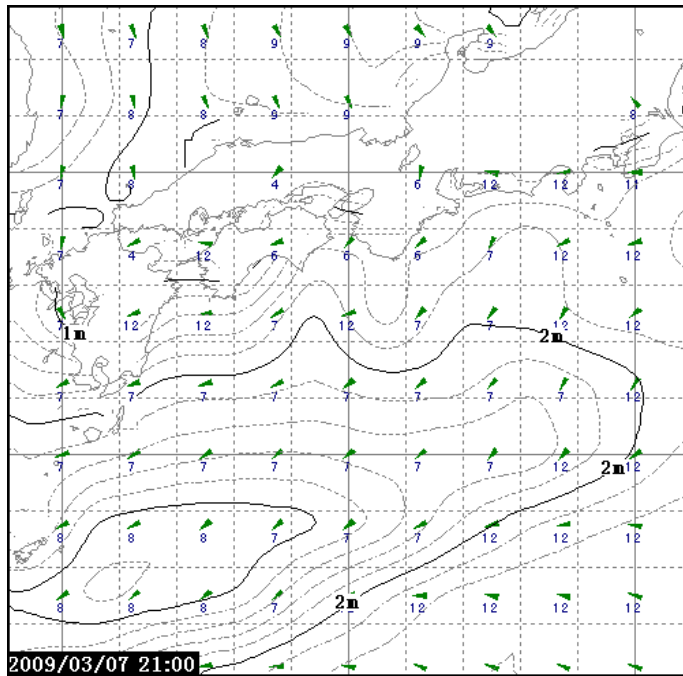 7 7 8 9 9 9 9
7 8 8 9 9 8
7 8 4 6 12 12 11
7 4 12 6 6 6 7 12 12
7 12 12 7 12 7 7 12 12
1m 2m
7 7 7 7 7 7 7 7 12
7 7 7 7 7 7 7 12 12
2m
8 8 8 7 7 7 12 12 12
8 8 8 7 12 12 12 12
2m
2009/03/07 21:00